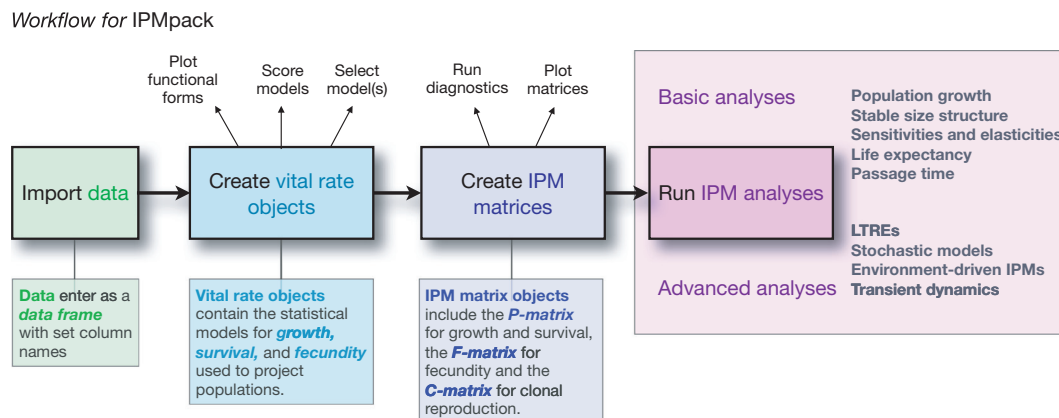 Workflow for IPMpack
Plot
functional
forms
Score
models
Select
model(s)
Run
diagnostics
Plot
matrices
Import data
Create vital rate
objects
Create IPM
matrices
Run IPM analyses
Basic analyses
Population growth
Stable size structure
Sensitivities and elasticities
Life expectancy
Passage time
LTREs
Stochastic models
Environment-driven IPMs
Transient dynamics
Advanced analyses
Data enter as a
data frame
with set column
names
Vital rate objects
contain the statistical
models for growth,
survival, and fecundity
used to project
populations.
IPM matrix objects
include the P-matrix
for growth and survival,
the F-matrix for
fecundity and the
C-matrix for clonal
reproduction.